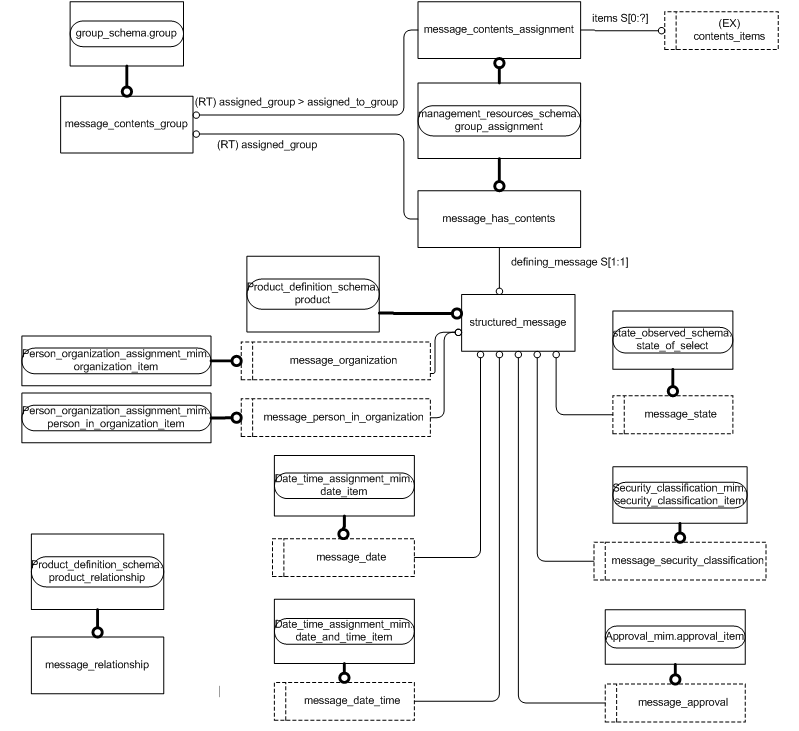 group_schema.group
message_contents_assignment
items S[0:?]
(EX)
contents_items
(RT) assigned_group > assigned_to_group
message_contents_group
management_resources_schema.
group_assignment
(RT) assigned_group
message_has_contents
defining_message S[1:1]
Product_definition_schema.
product
structured_message
state_observed_schema.
state_of_select
Person_organization_assignment_mim.
organization_item
message_organization
Person_organization_assignment_mim.
person_in_organization_item
message_person_in_organization
message_state
Date_time_assignment_mim.
date_item
Security_classification_mim.
security_classification_item
message_date
message_security_classification
Product_definition_schema.
product_relationship
Date_time_assignment_mim.
date_and_time_item
Approval_mim.approval_item
message_relationship
message_date_time
message_approval